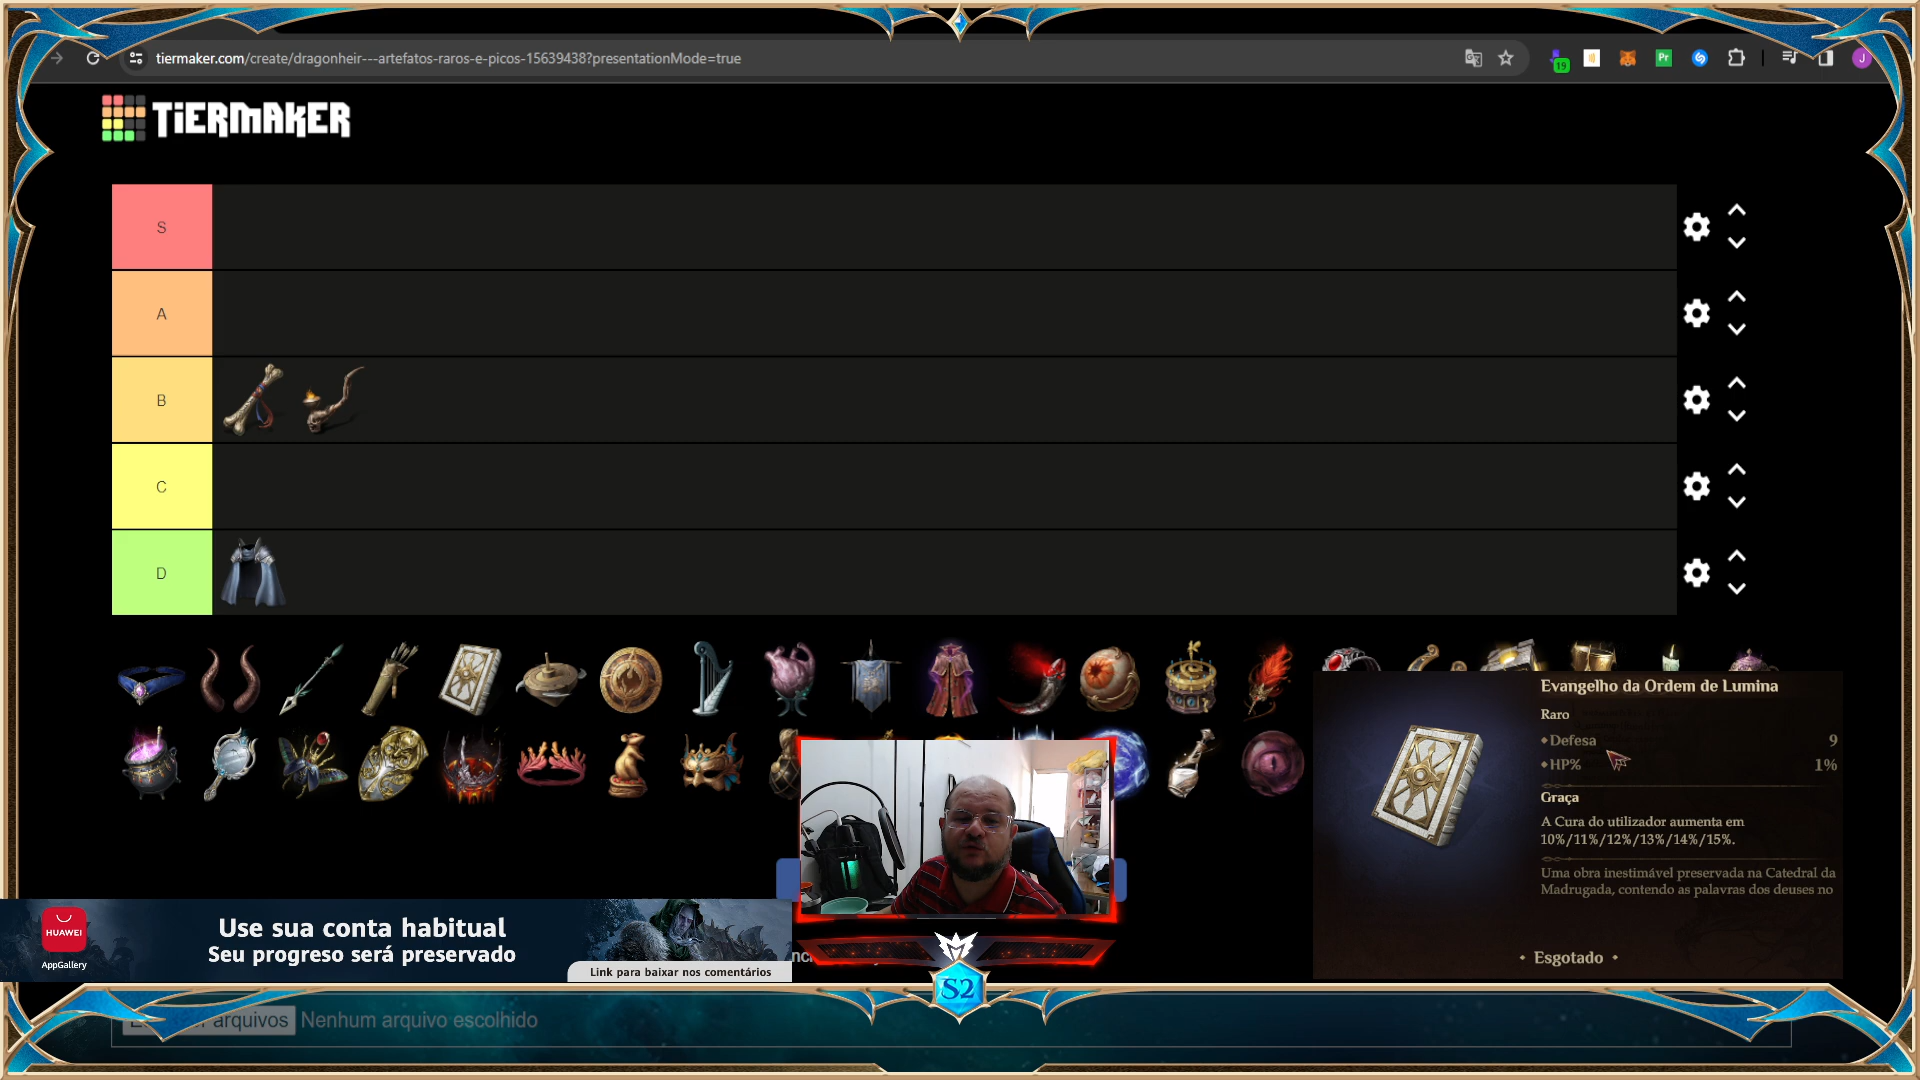 tiermaker.com/create/dragonheir---artefatos-raros-e-picos-15639438?presentationMode=true
19
Pr
J
TiERMAKER
S
A
B
C
D
Evangelho da Ordem de Lumina
Raro
Defesa 9
HP% 1%
Graça
A Cura do utilizador aumenta em
10%/11%/12%/13%/14%/15%.
Uma obra inestimável preservada na Catedral da
Madrugada, contendo as palavras dos deuses no
Esgotado
HUAWEI
AppGallery
Use sua conta habitual
Seu progreso será preservado
Link para baixar nos comentários
S2
arquivos Nenhum arquivo escolhido